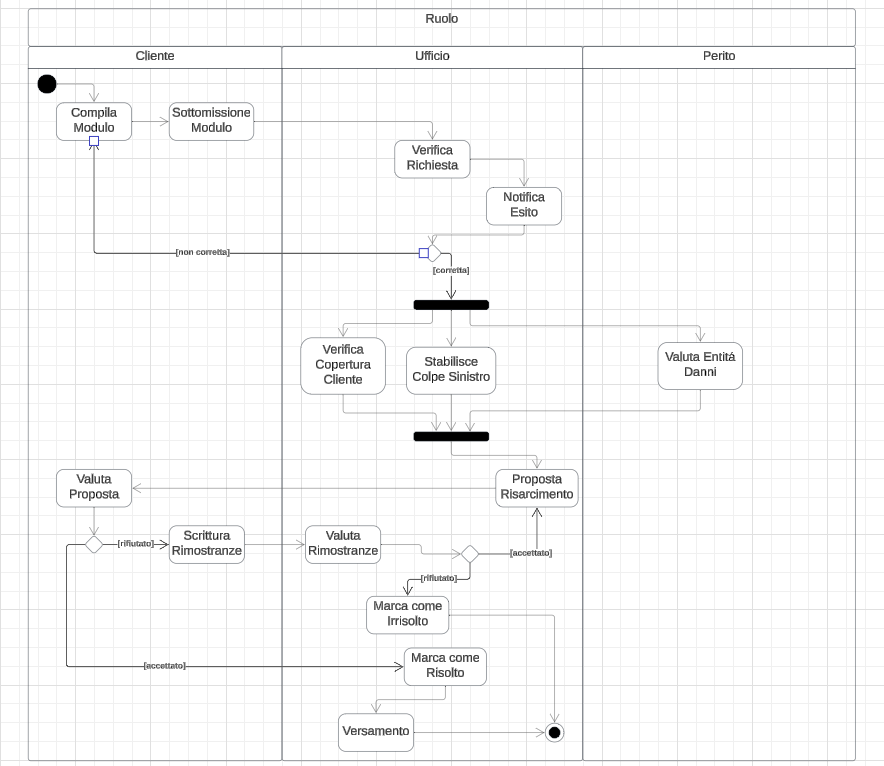 Ruolo
Cliente
Ufficio
Perito
Compila
Modulo
Sottomissione
Modulo
Verifica
Richiesta
Notifica
Esito
[non corretta]
[corretta]
Verifica
Copertura
Cliente
Stabilisce
Colpe Sinistro
Valuta Entitá
Danni
Valuta
Proposta
Proposta
Risarcimento
[rifiutato]
Scrittura
Rimostranze
Valuta
Rimostranze
[accettato]
[rifiutato]
Marca come
Irrisolto
[accettato]
Marca come
Risolto
Versamento